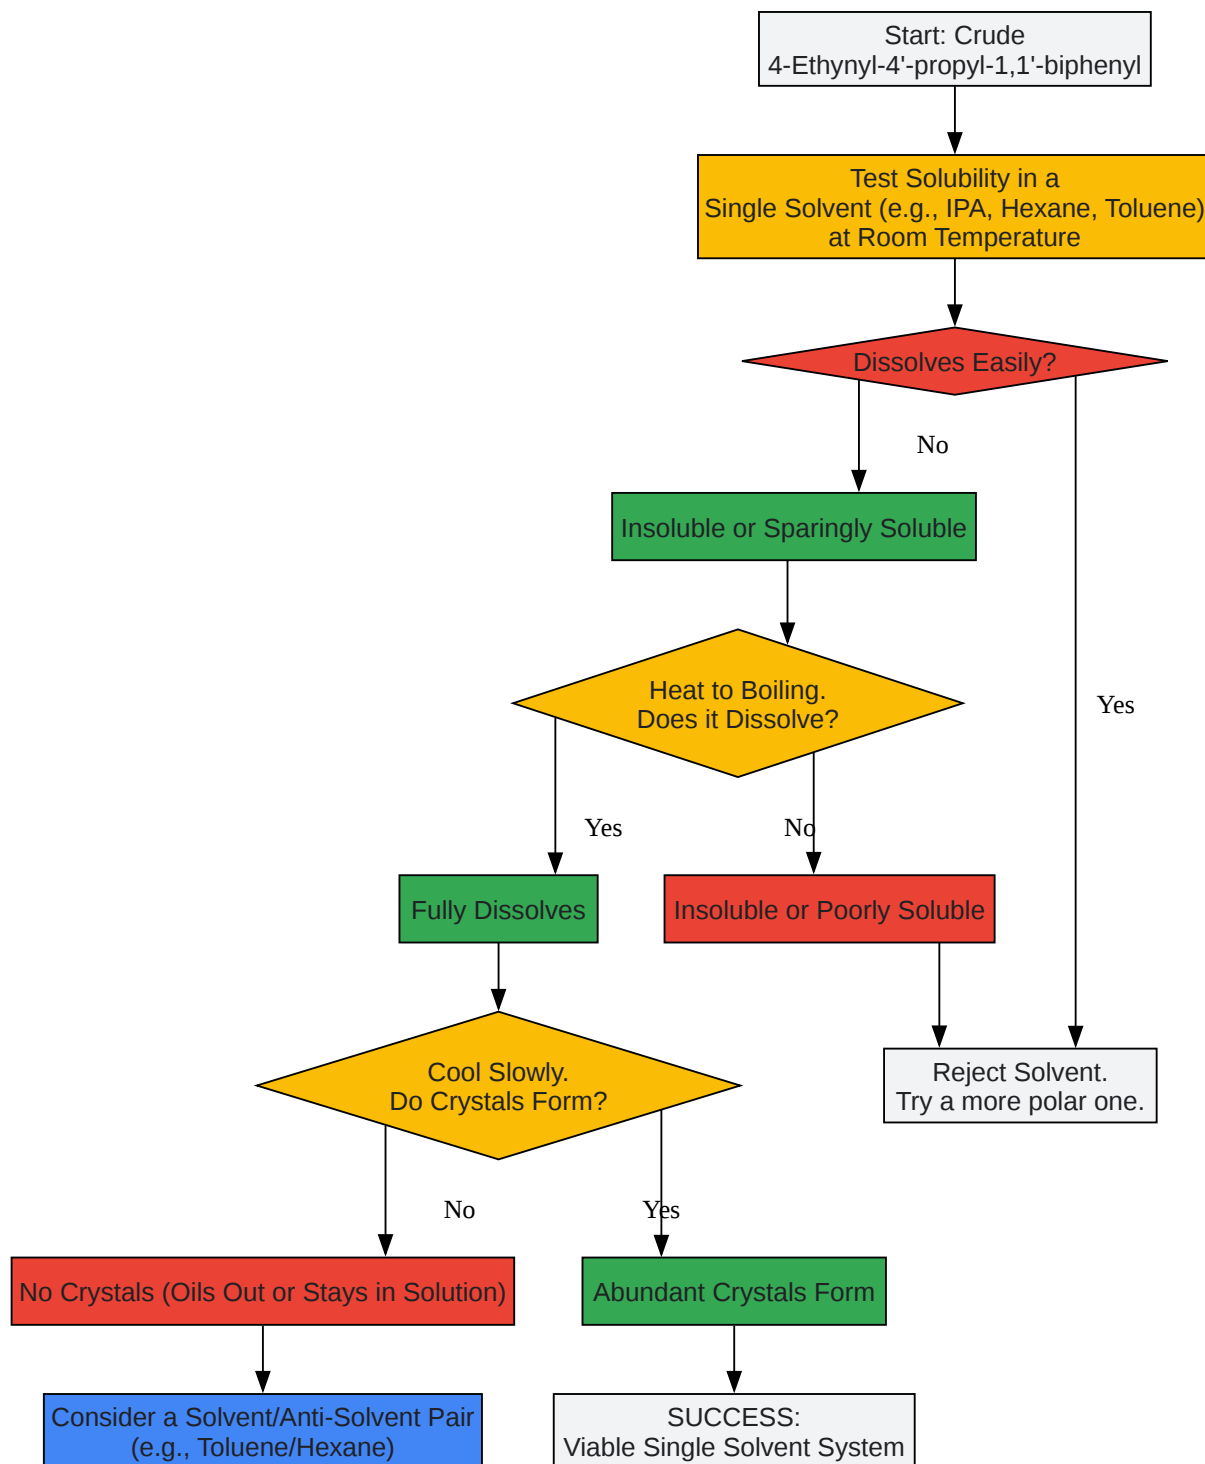 Start: Crude
4-Ethynyl-4'-propyl-1,1'-biphenyl
Test Solubility in a
Single Solvent (e.g., IPA, Hexane, Toluene)
at Room Temperature
Dissolves Easily?
No
Insoluble or Sparingly Soluble
Heat to Boiling.
Does it Dissolve?
Yes
Yes
No
Fully Dissolves
Insoluble or Poorly Soluble
Cool Slowly.
Do Crystals Form?
Reject Solvent.
Try a more polar one.
No
Yes
No Crystals (Oils Out or Stays in Solution)
Abundant Crystals Form
Consider a Solvent/Anti-Solvent Pair
(e.g., Toluene/Hexane)
SUCCESS:
Viable Single Solvent System